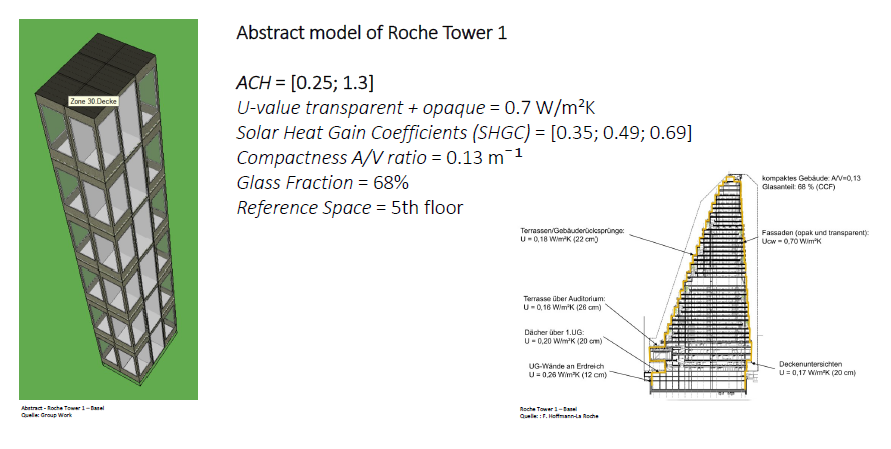 Abstract model of Roche Tower 1
ACH = [0.25; 1.3]
U-value transparent + opaque = 0.7 W/m²K
Solar Heat Gain Coefficients (SHGC) = [0.35; 0.49; 0.69]
Compactness A/V ratio = 0.13 m⁻¹
Glass Fraction = 68%
Reference Space = 5th floor
Zone 30.Decke
kompaktes Gebäude: A/V=0,13
Glasanteil: 68 % (CCF)
Terrassen/Gebäuderücksprünge:
U = 0,18 W/m²K (22 cm)
Fassaden (opak und transparent):
Ucw = 0,70 W/m²K
Terrasse über Auditorium:
U = 0,16 W/m²K (26 cm)
Dächer über 1.UG:
U = 0,20 W/m²K (20 cm)
UG-Wände an Erdreich
U = 0,26 W/m²K (12 cm)
Deckenuntersichten
U = 0,17 W/m²K (20 cm)
Abstract - Roche Tower 1 – Basel
Quelle: Group Work
Roche Tower 1 – Basel
Quelle: : F. Hoffmann-La Roche